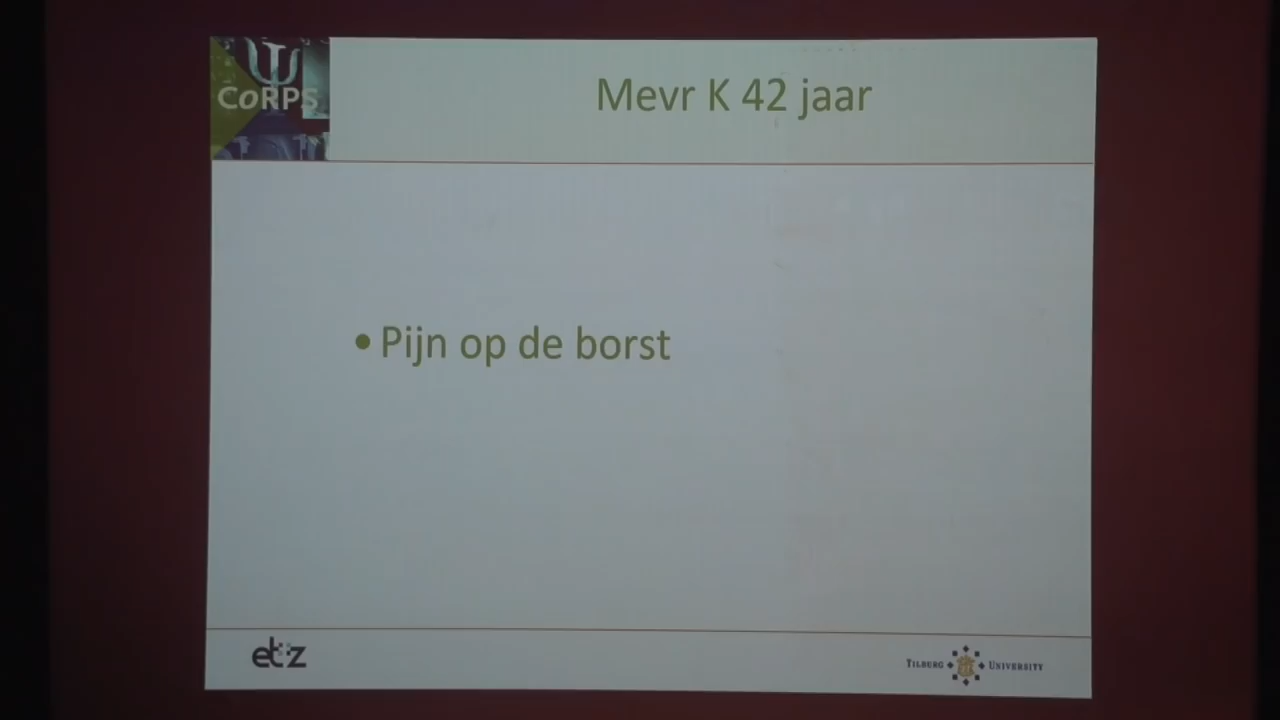 CoRPS
Mevr K 42 jaar
• Pijn op de borst
etz
TILBURG UNIVERSITY